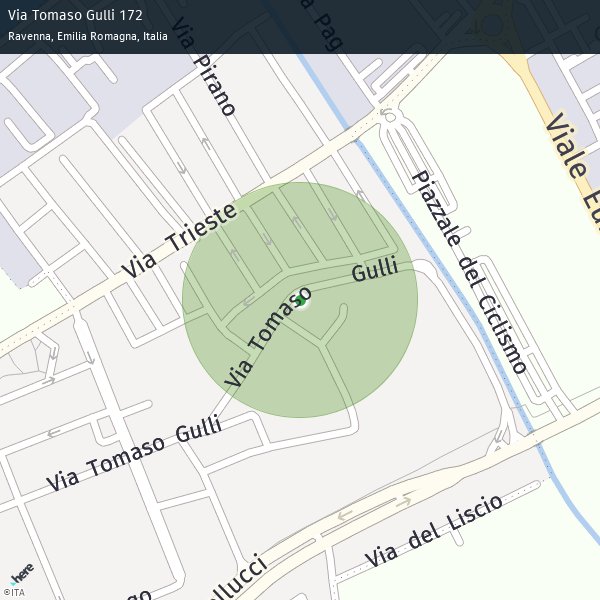 Via Tomaso Gulli 172
Ravenna, Emilia Romagna, Italia
Via Pirano
Via Trieste
Viale
Piazzale del Ciclismo
Via Tomaso Gulli
Via Tomaso Gulli
Via del Liscio
here
©ITA